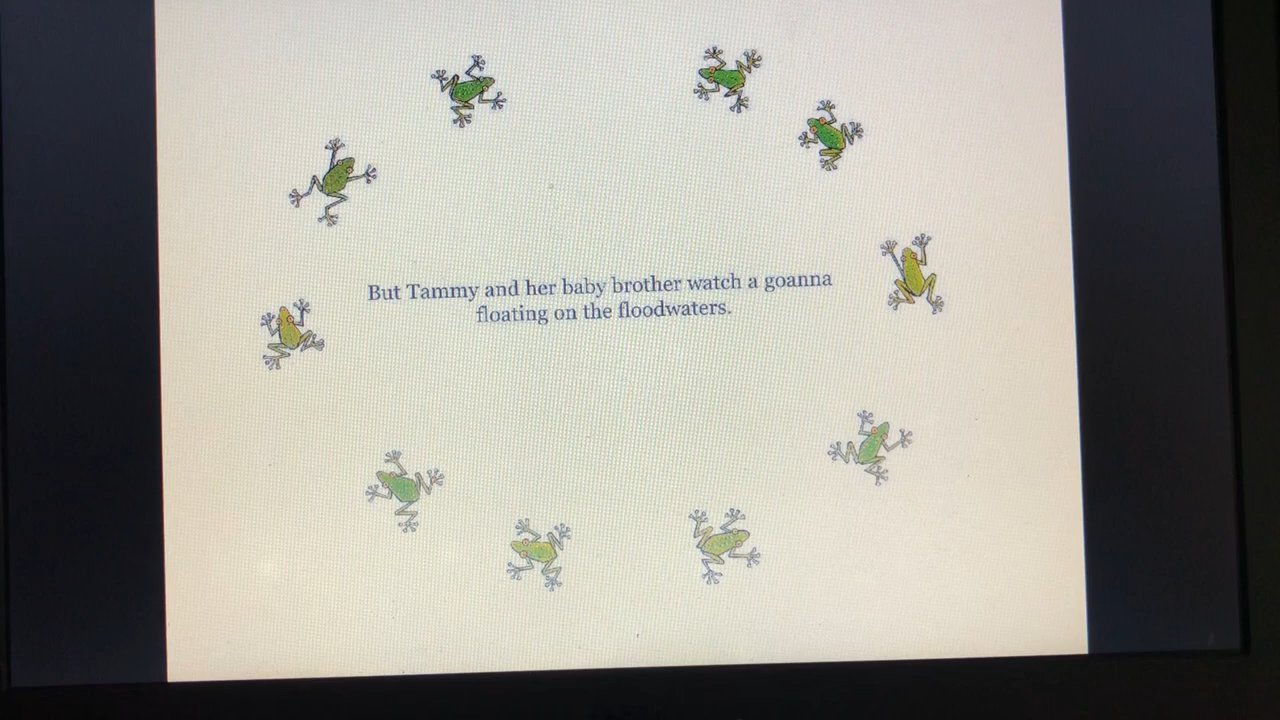 But Tammy and her baby brother watch a goanna
floating on the floodwaters.